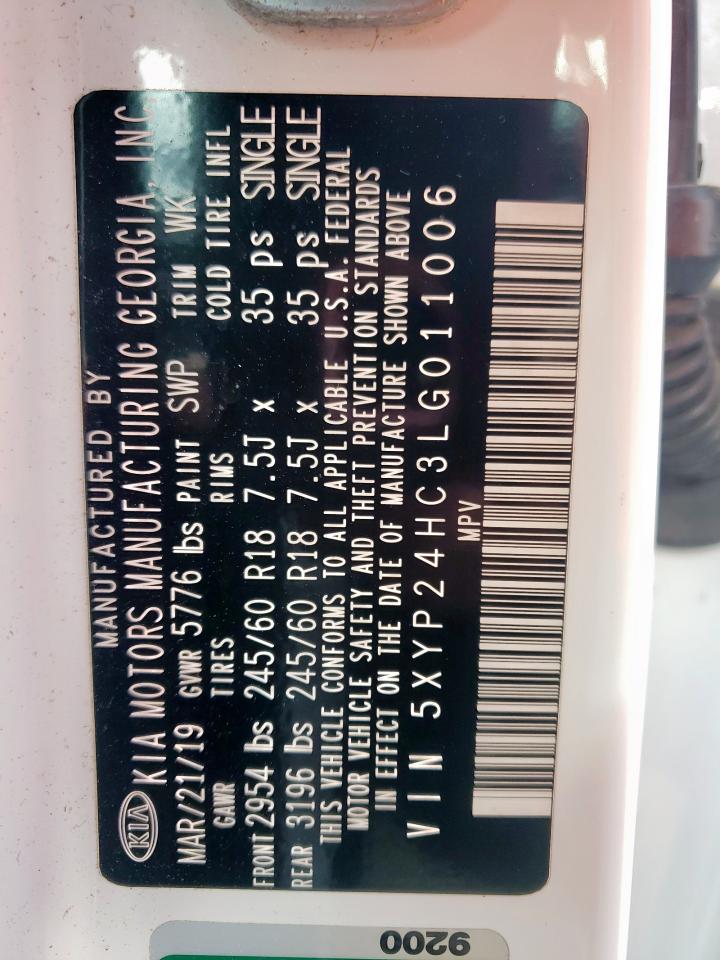 MANUFACTURED BY
KIA KIA MOTORS MANUFACTURING GEORGIA, INC
MAR/21/19 GVWR 5776 lbs PAINT SWP TRIM WK
GAWR TIRES RIMS COLD TIRE INFL
FRONT 2954 lbs 245/60 R18 7.5J x 35 ps SINGLE
REAR 3196 lbs 245/60 R18 7.5J x 35 ps SINGLE
THIS VEHICLE CONFORMS TO ALL APPLICABLE U.S.A. FEDERAL
MOTOR VEHICLE SAFETY AND THEFT PREVENTION STANDARDS
IN EFFECT ON THE DATE OF MANUFACTURE SHOWN ABOVE
VIN 5XYP24HC3LG011006
MPV
9200